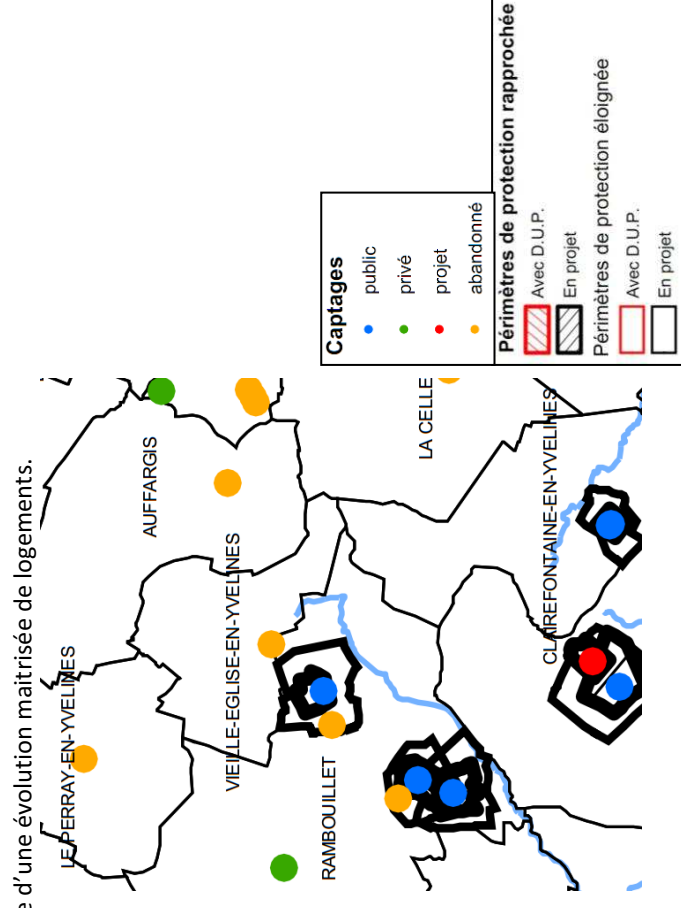 e d'une évolution maitrisée de logements.
LE PERRAY-EN-YVELINES
AUFFARGIS
VIEILLE-EGLISE-EN-YVELINES
RAMBOUILLET
LA CELLE
CLAIREFONTAINE-EN-YVELINES
Captages
public
privé
projet
abandonné
Périmètres de protection rapprochée
Avec D.U.P.
En projet
Périmètres de protection éloignée
Avec D.U.P.
En projet